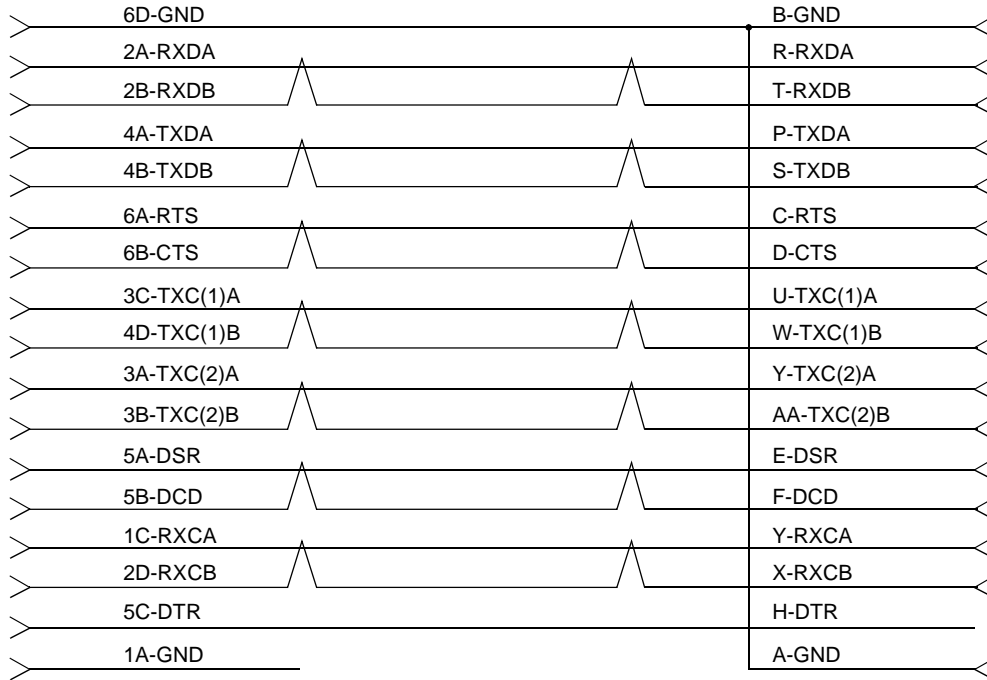 6D-GND B-GND
2A-RXDA R-RXDA
2B-RXDB T-RXDB
4A-TXDA P-TXDA
4B-TXDB S-TXDB
6A-RTS C-RTS
6B-CTS D-CTS
3C-TXC(1)A U-TXC(1)A
4D-TXC(1)B W-TXC(1)B
3A-TXC(2)A Y-TXC(2)A
3B-TXC(2)B AA-TXC(2)B
5A-DSR E-DSR
5B-DCD F-DCD
1C-RXCA Y-RXCA
2D-RXCB X-RXCB
5C-DTR H-DTR
1A-GND A-GND